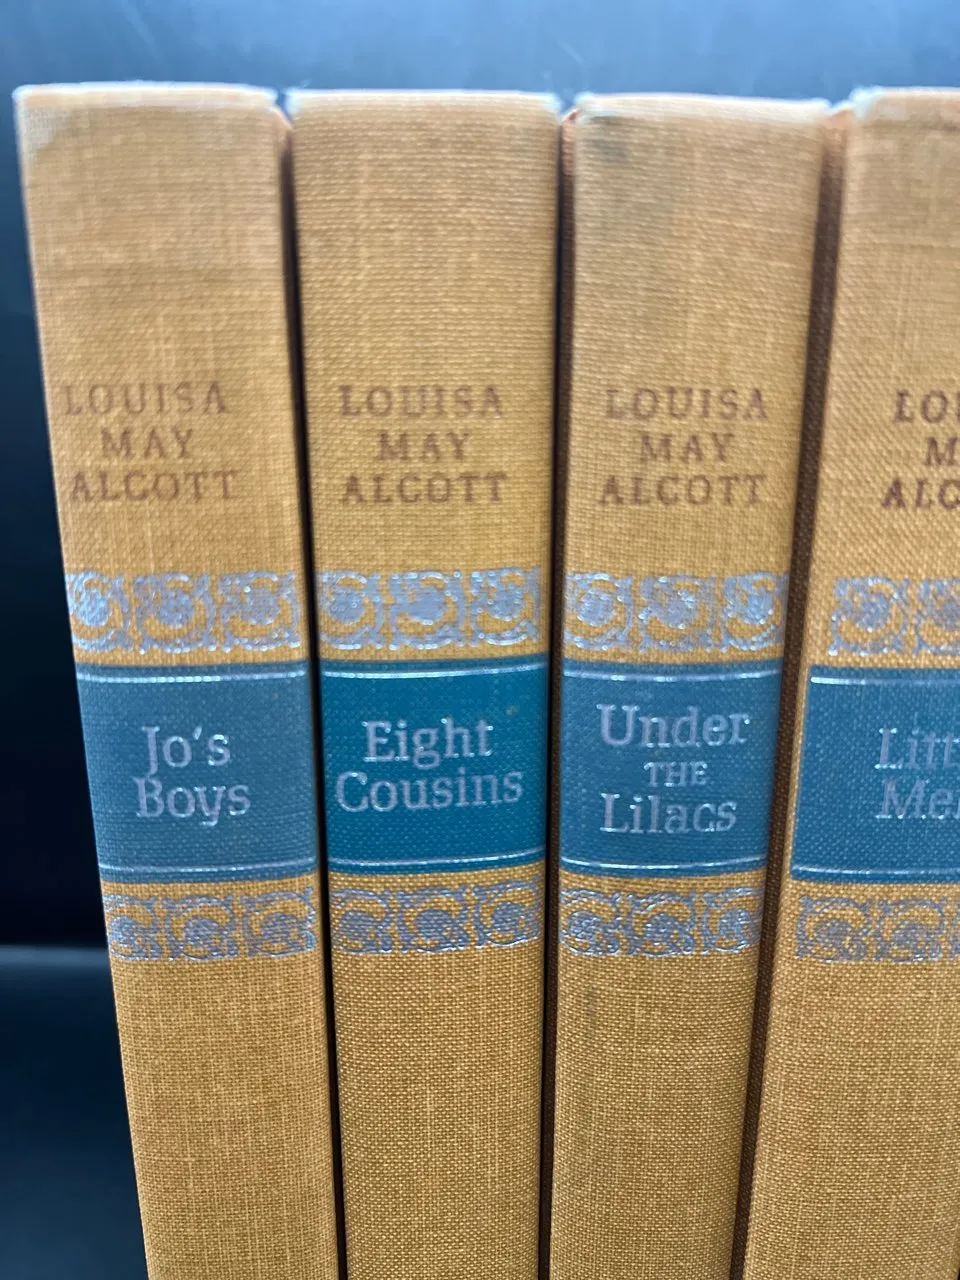 LOUISA
MAY
ALCOTT
Jo's
Boys
LOUISA
MAY
ALCOTT
Eight
Cousins
LOUISA
MAY
ALCOTT
Under
THE
Lilacs